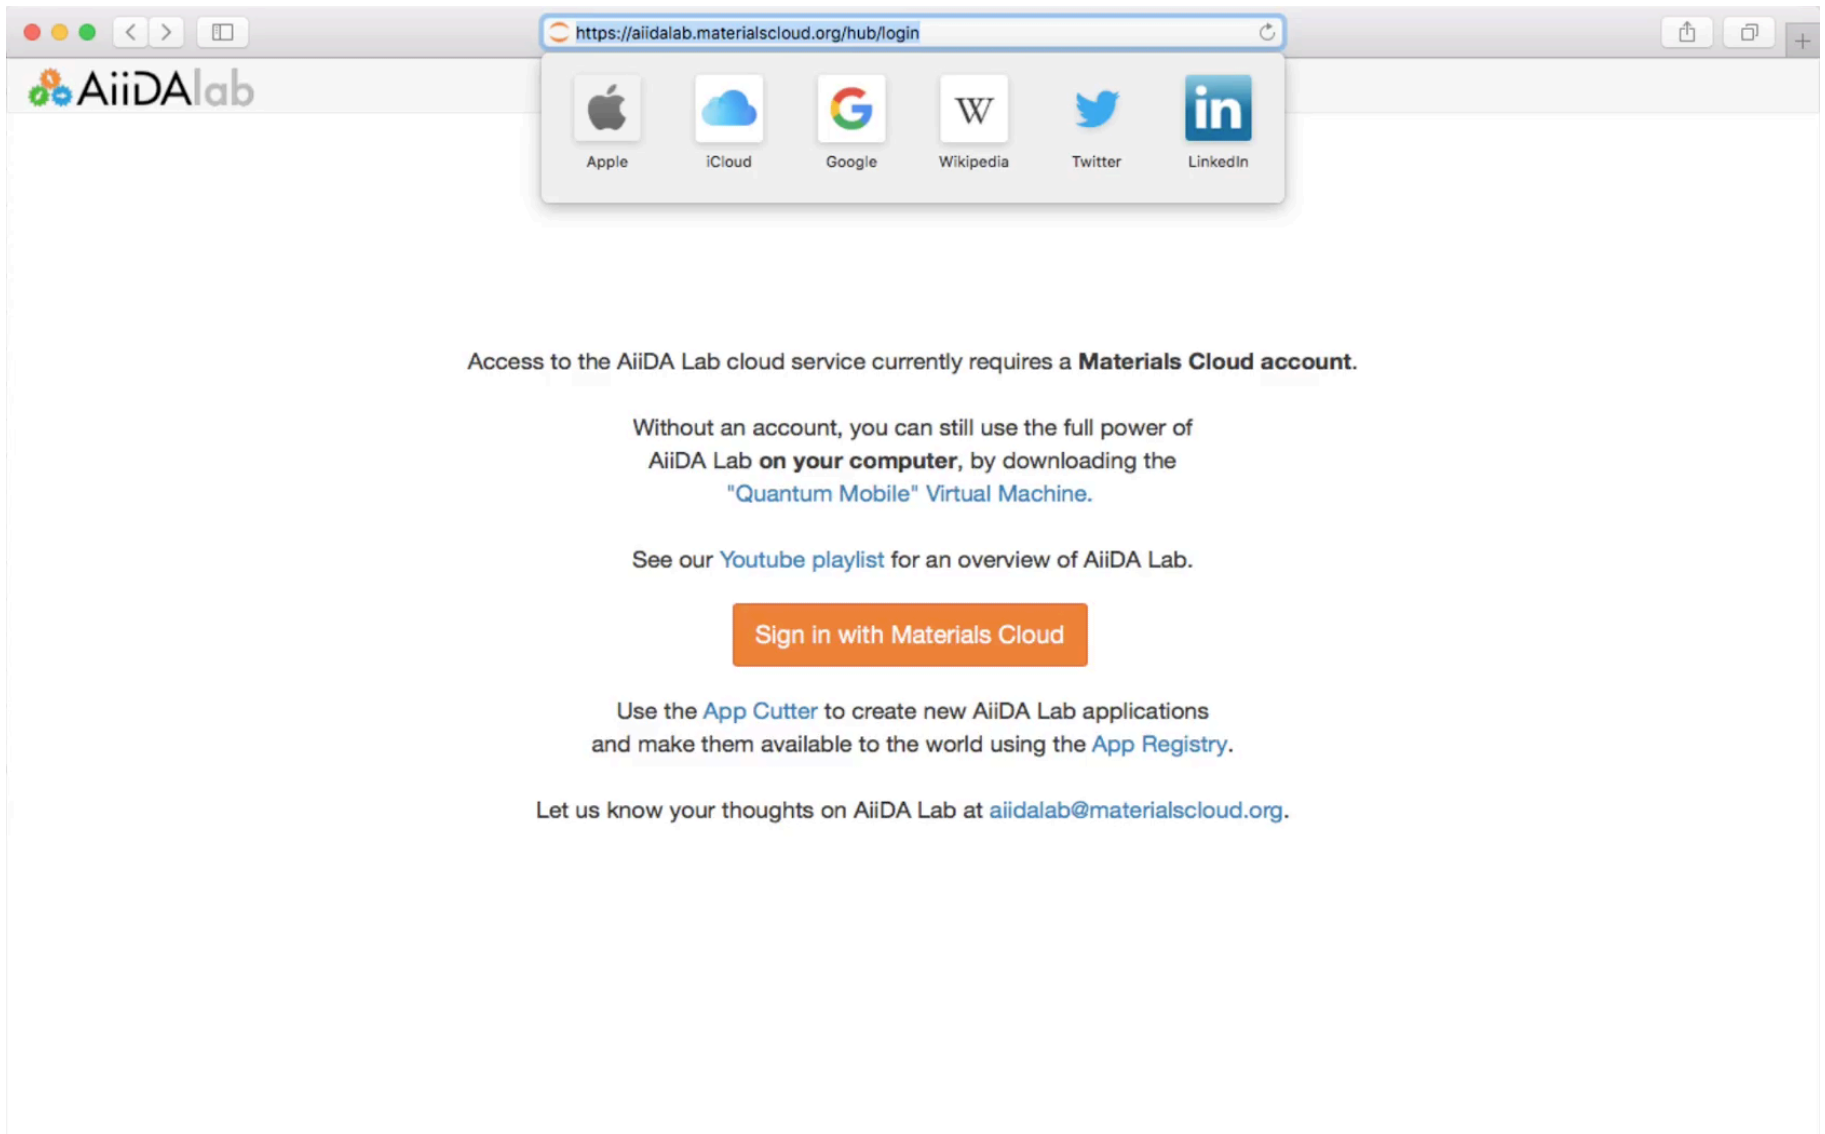 https://aiidalab.materialscloud.org/hub/login
AiiDAlab
W
in
Apple
iCloud
Google
Wikipedia
Twitter
LinkedIn
Access to the AiiDA Lab cloud service currently requires a Materials Cloud account.
Without an account, you can still use the full power of
AiiDA Lab on your computer, by downloading the
"Quantum Mobile" Virtual Machine.
See our Youtube playlist for an overview of AiiDA Lab.
Sign in with Materials Cloud
Use the App Cutter to create new AiiDA Lab applications
and make them available to the world using the App Registry.
Let us know your thoughts on AiiDA Lab at aiidalab@materialscloud.org.